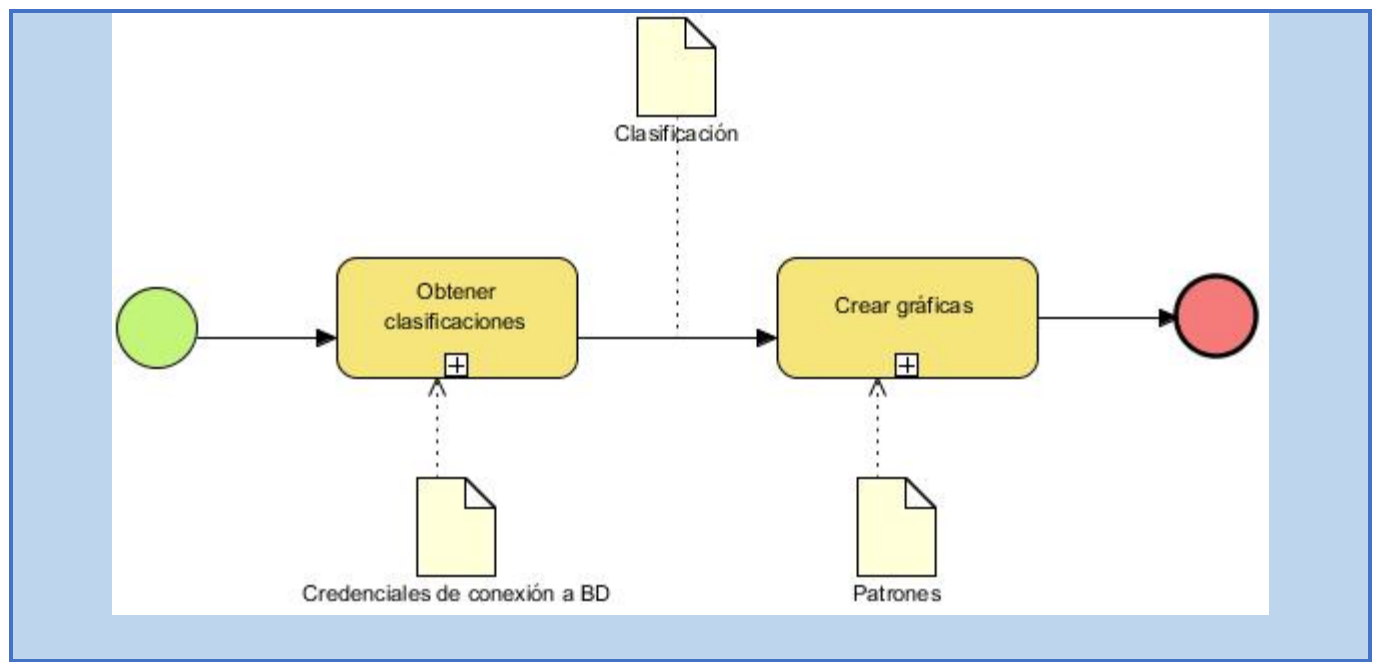 Clasificación
Obtener
clasificaciones
Crear gráficas
Credenciales de conexión a BD
Patrones